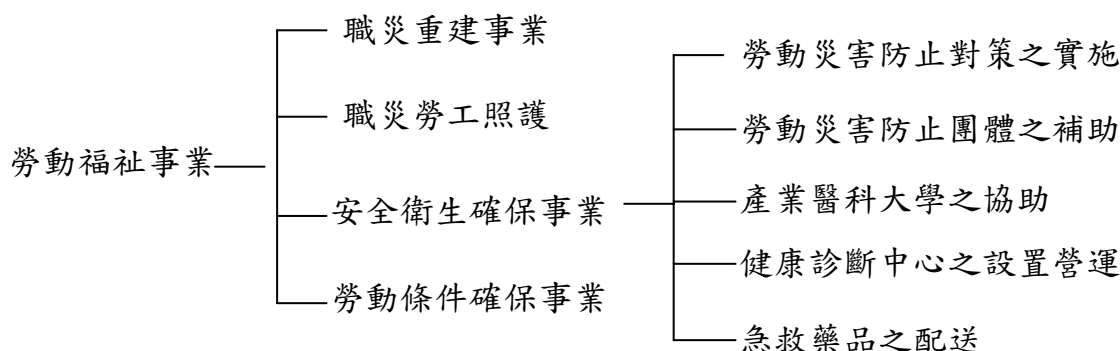 勞動福祉事業
職災重建事業
職災勞工照護
安全衛生確保事業
勞動條件確保事業
勞動災害防止對策之實施
勞動災害防止團體之補助
產業醫科大學之協助
健康診斷中心之設置營運
急救藥品之配送